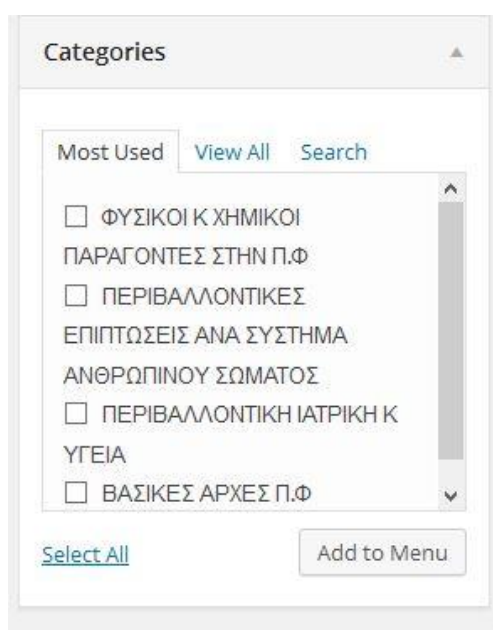 Categories
Most Used View All Search
ΦΥΣΙΚΟΙ Κ ΧΗΜΙΚΟΙ
ΠΑΡΑΓΟΝΤΕΣ ΣΤΗΝ Π.Φ
ΠΕΡΙΒΑΛΛΟΝΤΙΚΕΣ
ΕΠΙΠΤΩΣΕΙΣ ΑΝΑ ΣΥΣΤΗΜΑ
ΑΝΘΡΩΠΙΝΟΥ ΣΩΜΑΤΟΣ
ΠΕΡΙΒΑΛΛΟΝΤΙΚΗ ΙΑΤΡΙΚΗ Κ
ΥΓΕΙΑ
ΒΑΣΙΚΕΣ ΑΡΧΕΣ Π.Φ
Select All Add to Menu